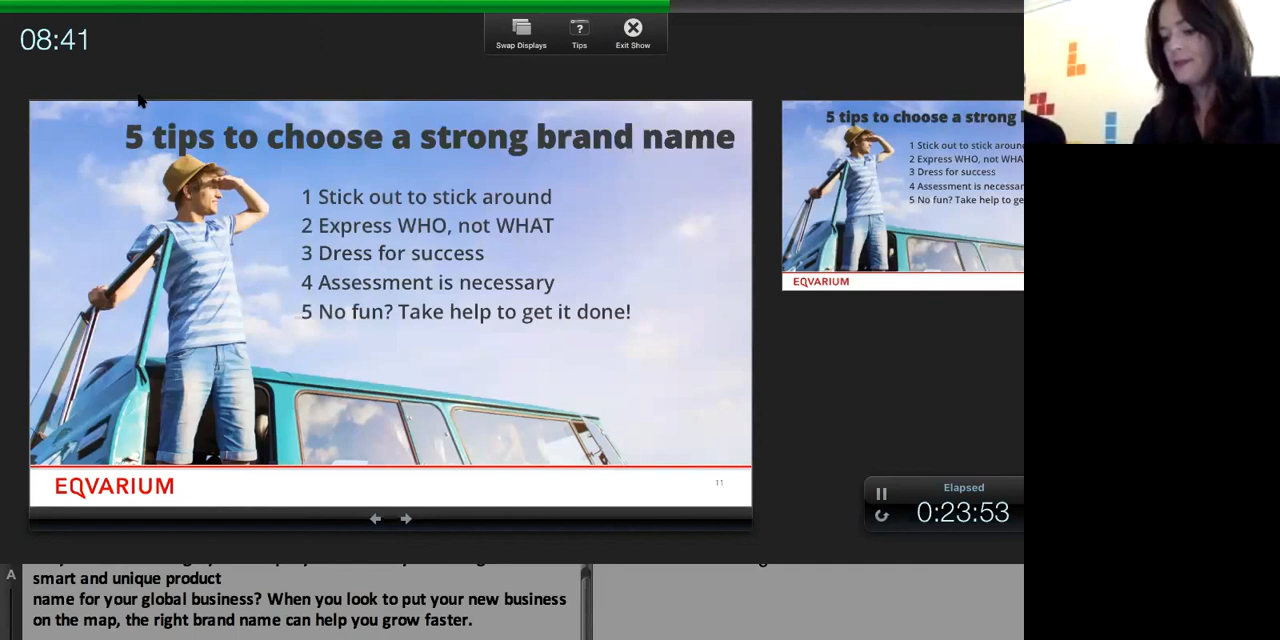 08:41
Swap Displays
Tips
Exit Show
5 tips to choose a strong brand name
1 Stick out to stick around
2 Express WHO, not WHAT
3 Dress for success
4 Assessment is necessary
5 No fun? Take help to get it done!
EQVARIUM
11
5 tips to choose a strong
1 Stick out to stick around
2 Express WHO, not WHA
3 Dress for success
4 Assessment is necessar
5 No fun? Take help to ge
EQVARIUM
Elapsed
0:23:53
A
smart and unique product
name for your global business? When you look to put your new business
on the map, the right brand name can help you grow faster.